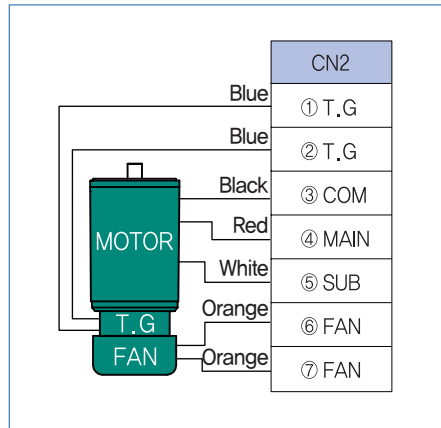 CN2
Blue
① T.G
Blue
② T.G
Black
③ COM
Red
④ MAIN
White
⑤ SUB
Orange
⑥ FAN
Orange
⑦ FAN
MOTOR
T.G
FAN